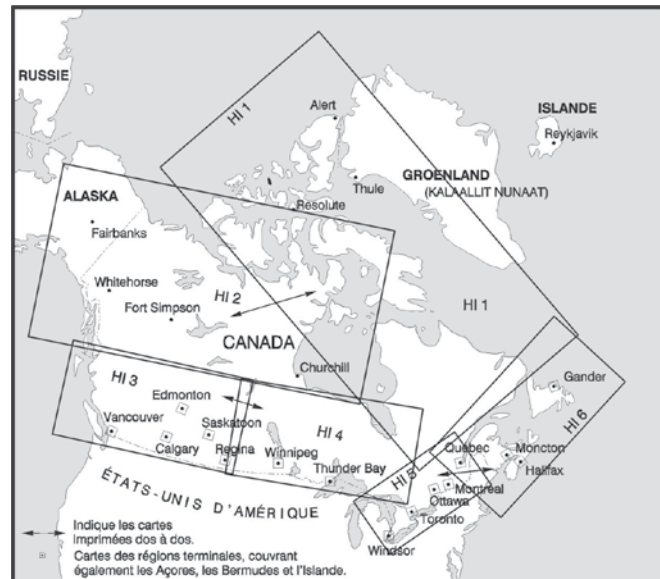 RUSSIE
HI 1
Alert
ISLANDE
Reykjavik
Thule
GROENLAND
(KALAALLIT NUNAAT)
ALASKA
Resolute
Fairbanks
Whitehorse
HI 2
HI 1
Fort Simpson
CANADA
Churchill
HI 3
Gander
Edmonton
HI 6
Vancouver
Saskatoon
HI 4
Calgary
Regina
Winnipeg
Québec
Moncton
Halifax
Thunder Bay
HI 5
Montréal
Ottawa
Toronto
Windsor
ÉTATS-UNIS D'AMÉRIQUE
Indique les cartes
Imprimées dos à dos.
Cartes des régions terminales, couvrant
également les Açores, les Bermudes et l'Islande.